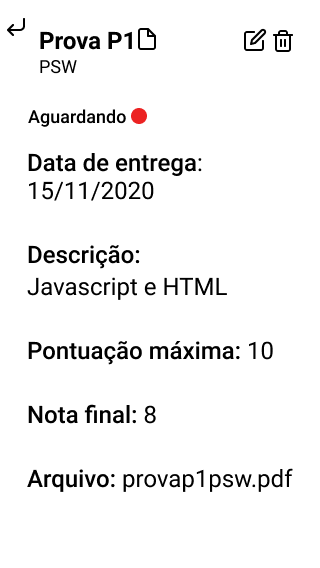 Prova P1
PSW
Aguardando
Data de entrega:
15/11/2020
Descrição:
Javascript e HTML
Pontuação máxima: 10
Nota final: 8
Arquivo: provap1psw.pdf